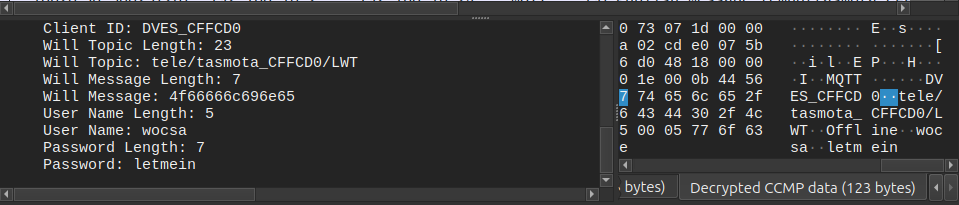 Client ID: DVES_CFFCD0
Will Topic Length: 23
Will Topic: tele/tasmota_CFFCD0/LWT
Will Message Length: 7
Will Message: 4f66666c696e65
User Name Length: 5
User Name: wocsa
Password Length: 7
Password: letmein
0 73 07 1d 00 00 ········ E··s····
a 02 cd e0 07 5b ········ ·······[
6 d0 48 18 00 00 ··i·l··E P···H···
0 1e 00 0b 44 56 ·I··MQTT ······DV
7 74 65 6c 65 2f ES_CFFCD 0··tele/
6 43 44 30 2f 4c tasmota_ CFFCD0/L
5 00 05 77 6f 63 WT··Offl ine··woc
e sa··letm ein
bytes) Decrypted CCMP data (123 bytes)